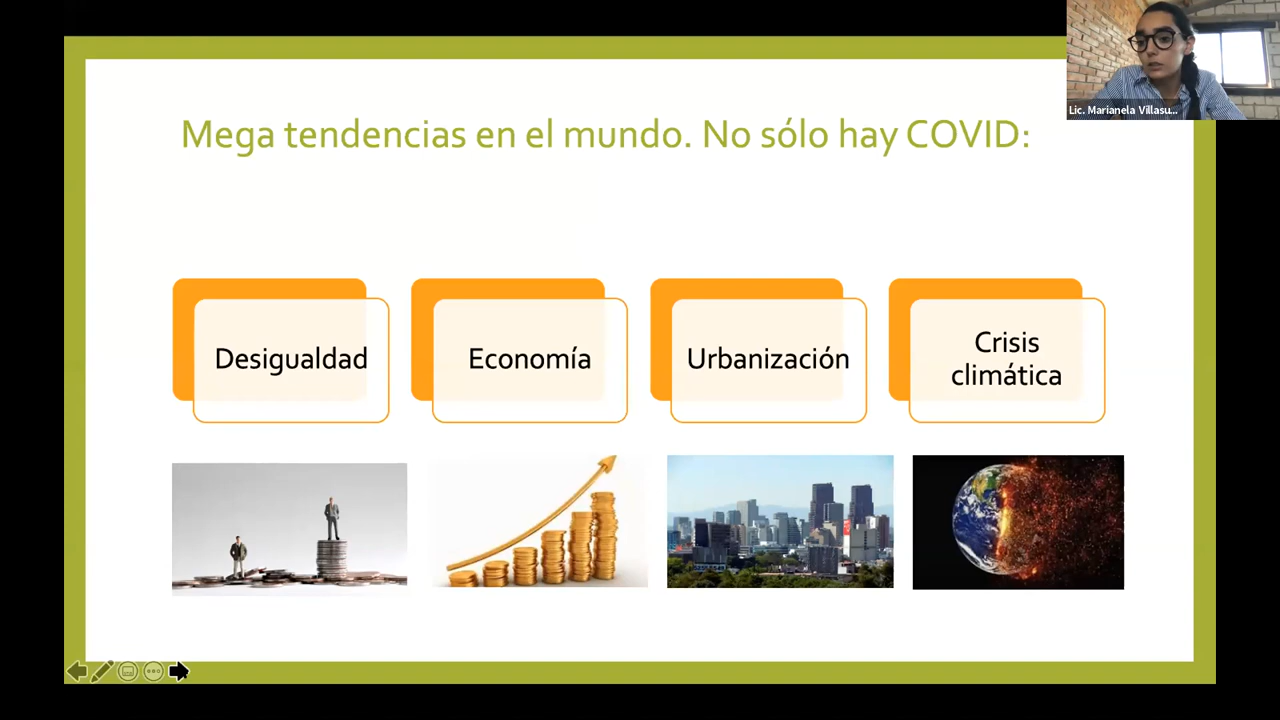 Lic. Marianela Villasu...
Mega tendencias en el mundo. No sólo hay COVID:
Desigualdad
Economía
Urbanización
Crisis
climática